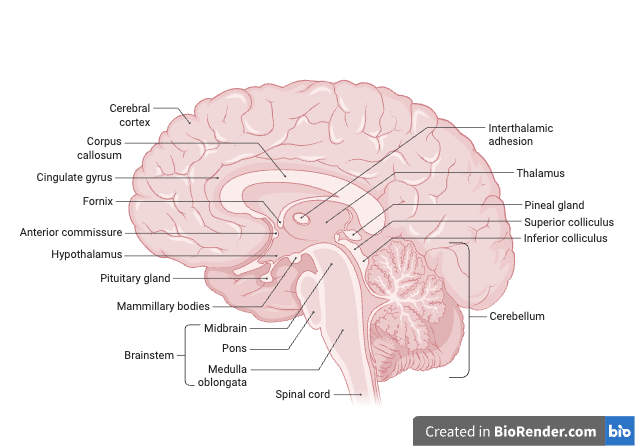 Cerebral
cortex
Corpus
callosum
Cingulate gyrus
Fornix
Anterior commissure
Hypothalamus
Pituitary gland
Mammillary bodies
Midbrain
Brainstem
Pons
Medulla
oblongata
Spinal cord
Interthalamic
adhesion
Thalamus
Pineal gland
Superior colliculus
Inferior colliculus
Cerebellum
Created in BioRender.com bio